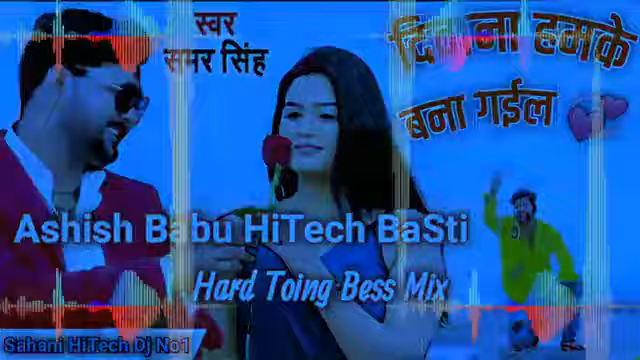 स्वर
समर सिंह
दिवाना हमके
बना गईल
Ashish Babu HiTech BaSti
Hard Toing Bess Mix
Sahani HiTech Dj No1